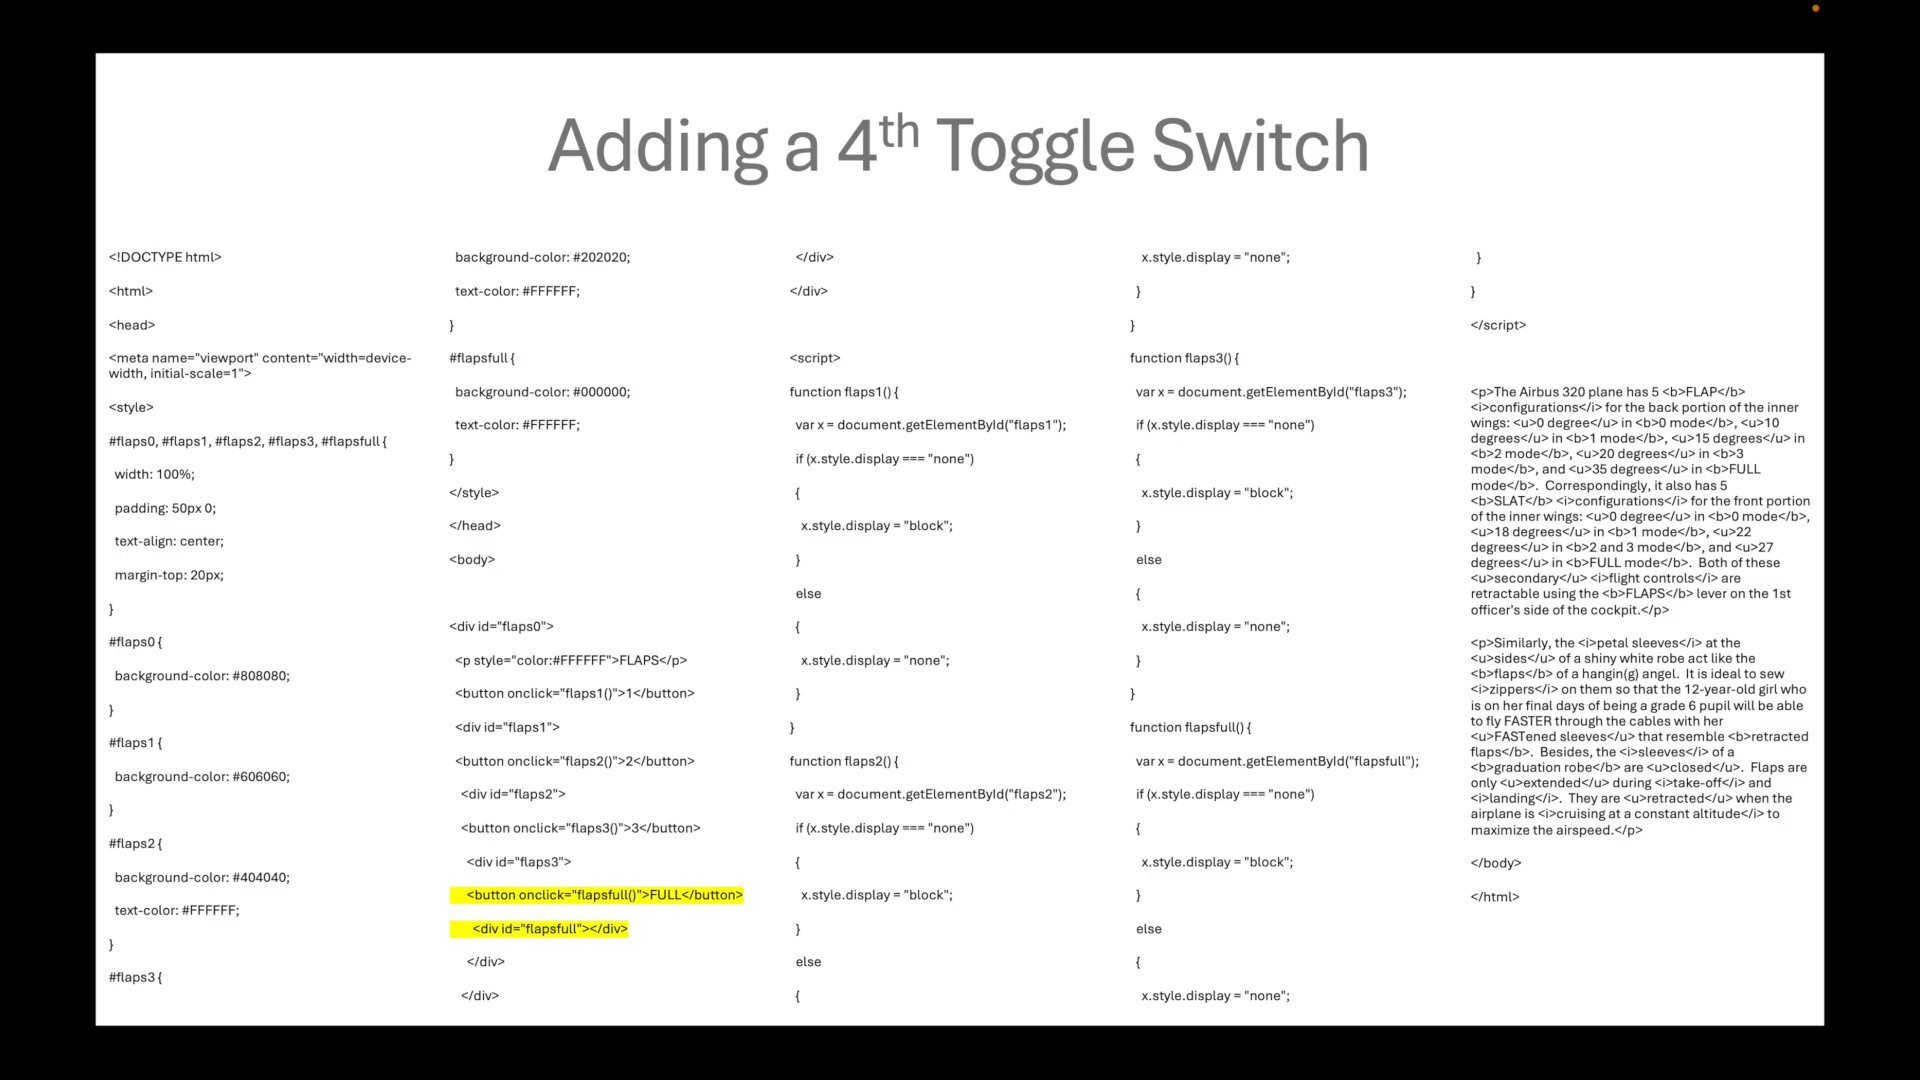 Adding a 4th Toggle Switch
<!DOCTYPE html>
<html>
<head>
<meta name="viewport" content="width=device-
width, initial-scale=1">
<style>
#flaps0, #flaps1, #flaps2, #flaps3, #flapsfull {
width: 100%;
padding: 50px 0;
text-align: center;
margin-top: 20px;
}
#flaps0 {
background-color: #808080;
}
#flaps1 {
background-color: #606060;
}
#flaps2 {
background-color: #404040;
text-color: #FFFFFF;
}
#flaps3 {
background-color: #202020;
text-color: #FFFFFF;
}
#flapsfull {
background-color: #000000;
text-color: #FFFFFF;
}
</style>
</head>
<body>
<div id="flaps0">
<p style="color:#FFFFFF">FLAPS</p>
<button onclick="flaps1()">1</button>
<div id="flaps1">
<button onclick="flaps2()">2</button>
<div id="flaps2">
<button onclick="flaps3()">3</button>
<div id="flaps3">
<button onclick="flapsfull()">FULL</button>
<div id="flapsfull"></div>
</div>
</div>
</div>
</div>
<script>
function flaps1() {
var x = document.getElementById("flaps1");
if (x.style.display === "none")
{
x.style.display = "block";
}
else
{
x.style.display = "none";
}
}
function flaps2() {
var x = document.getElementById("flaps2");
if (x.style.display === "none")
{
x.style.display = "block";
}
else
{
x.style.display = "none";
}
}
function flaps3() {
var x = document.getElementById("flaps3");
if (x.style.display === "none")
{
x.style.display = "block";
}
else
{
x.style.display = "none";
}
}
function flapsfull() {
var x = document.getElementById("flapsfull");
if (x.style.display === "none")
{
x.style.display = "block";
}
else
{
x.style.display = "none";
}
}
</script>
<p>The Airbus 320 plane has 5 <b>FLAP</b>
<i>configurations</i> for the back portion of the inner
wings: <u>0 degree</u> in <b>0 mode</b>, <u>10
degrees</u> in <b>1 mode</b>, <u>15 degrees</u> in
<b>2 mode</b>, <u>20 degrees</u> in <b>3
mode</b>, and <u>35 degrees</u> in <b>FULL
mode</b>.  Correspondingly, it also has 5
<b>SLAT</b> <i>configurations</i> for the front portion
of the inner wings: <u>0 degree</u> in <b>0 mode</b>,
<u>18 degrees</u> in <b>1 mode</b>, <u>22
degrees</u> in <b>2 and 3 mode</b>, and <u>27
degrees</u> in <b>FULL mode</b>.  Both of these
<u>secondary</u> <i>flight controls</i> are
retractable using the <b>FLAPS</b> lever on the 1st
officer's side of the cockpit.</p>
<p>Similarly, the <i>petal sleeves</i> at the
<u>sides</u> of a shiny white robe act like the
<b>flaps</b> of a hangin(g) angel.  It is ideal to sew
<i>zippers</i> on them so that the 12-year-old girl who
is on her final days of being a grade 6 pupil will be able
to fly FASTER through the cables with her
<u>FASTened sleeves</u> that resemble <b>retracted
flaps</b>.  Besides, the <i>sleeves</i> of a
<b>graduation robe</b> are <u>closed</u>.  Flaps are
only <u>extended</u> during <i>take-off</i> and
<i>landing</i>.  They are <u>retracted</u> when the
airplane is <i>cruising at a constant altitude</i> to
maximize the airspeed.</p>
</body>
</html>